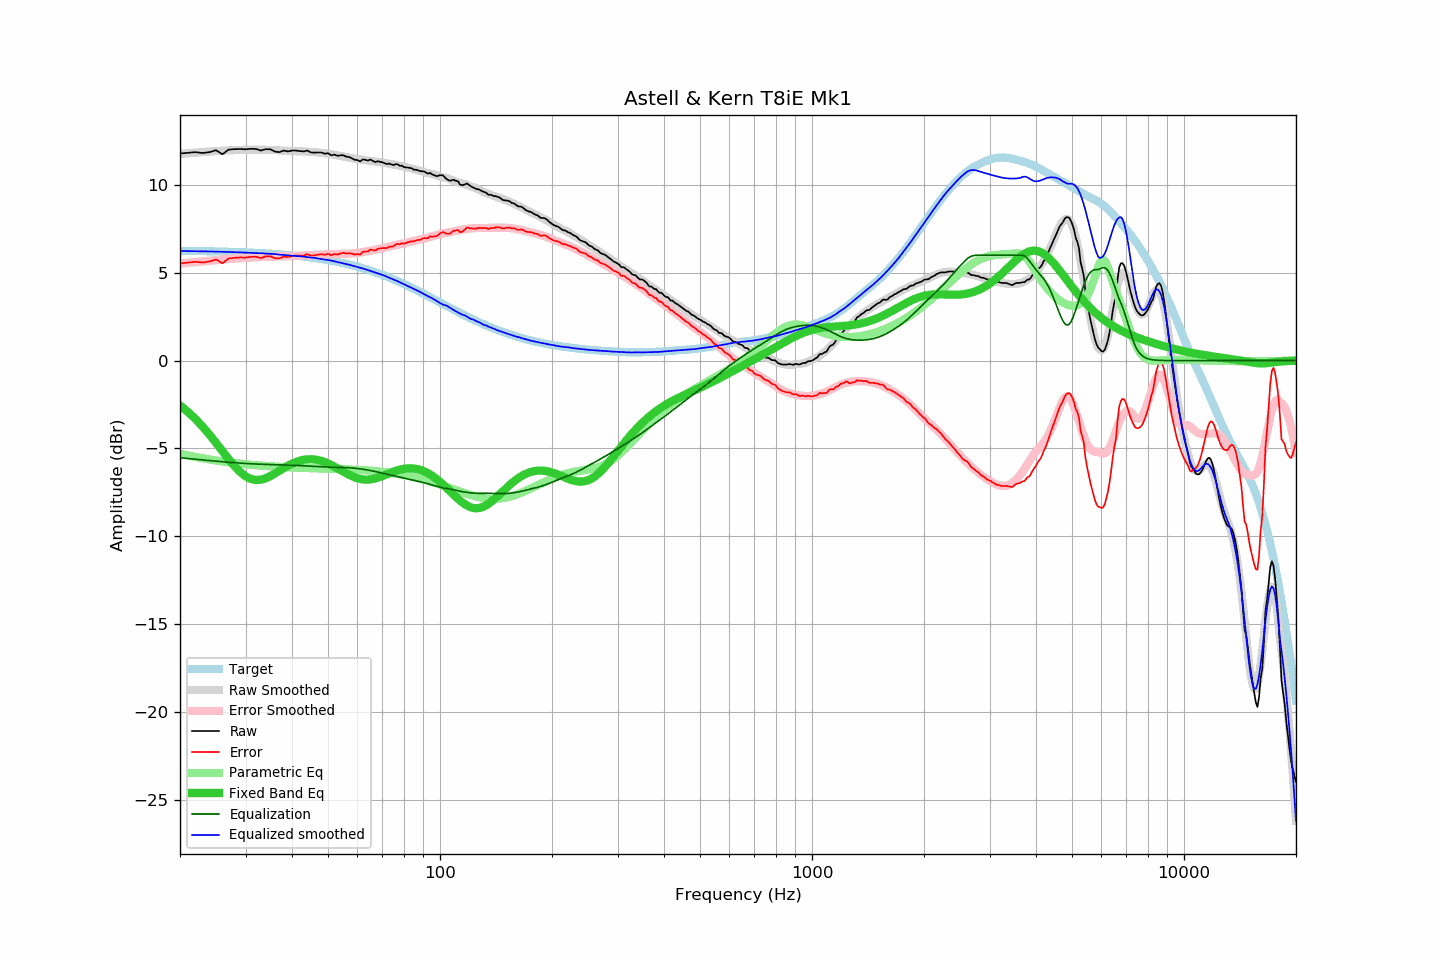 Astell & Kern T8iE Mk1
Amplitude (dBr)
10
5
0
−5
−10
−15
−20
−25
Target
Raw Smoothed
Error Smoothed
Raw
Error
Parametric Eq
Fixed Band Eq
Equalization
Equalized smoothed
100
1000
10000
Frequency (Hz)